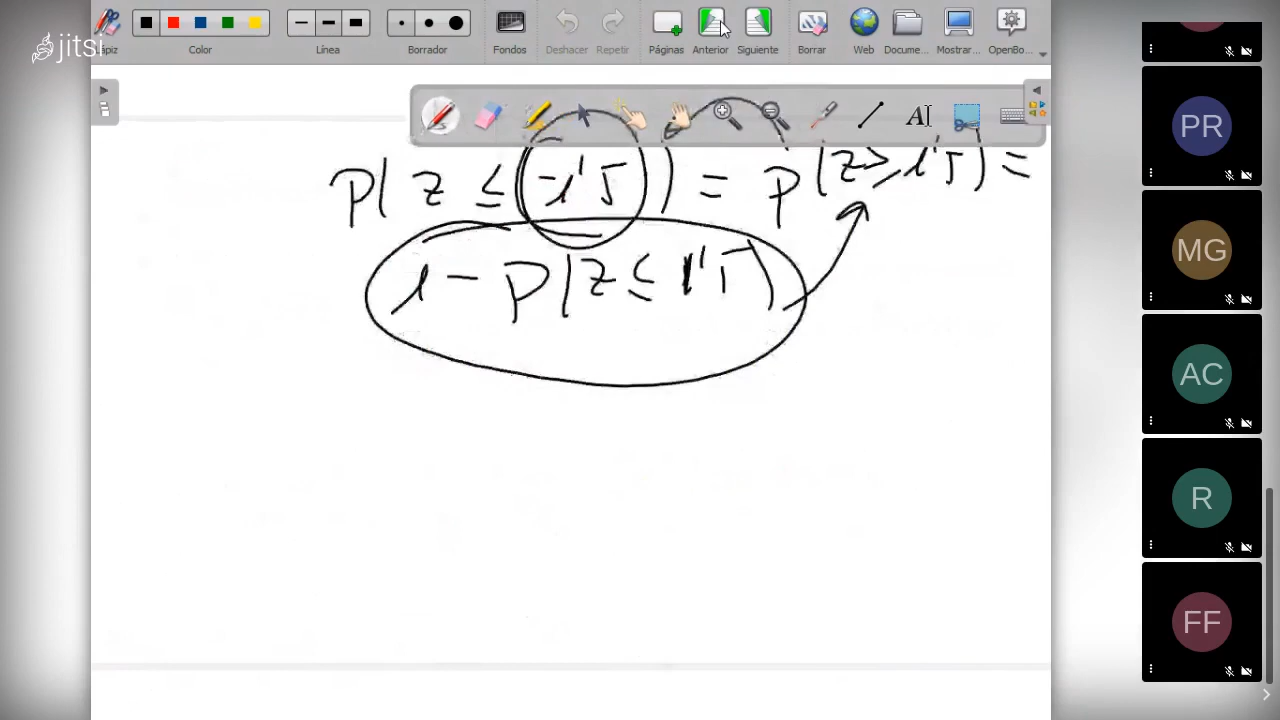 jitsi
Lápiz Color Línea Borrador Fondos Deshacer Repetir Páginas Anterior Siguiente Borrar Web Docume... Mostrar... OpenBo...
P(z ≤ (-1'5)) = P(z ≥ 1'5) =
1 - P(z ≤ 1'5)
PR
MG
AC
R
FF